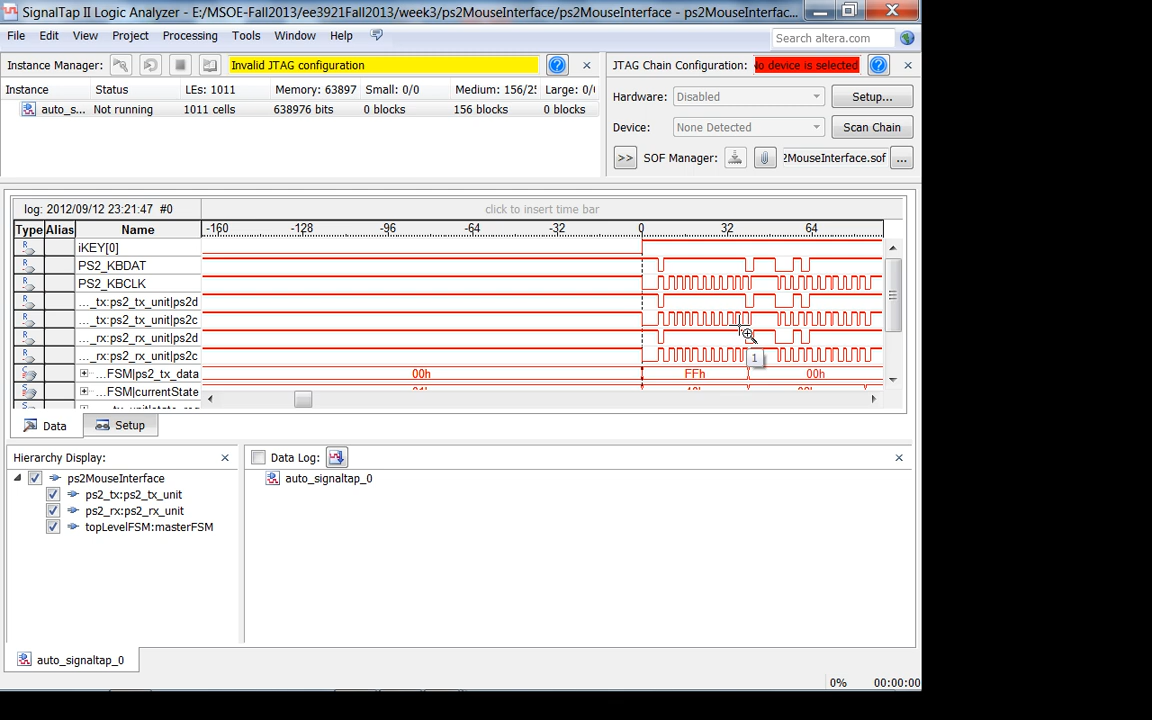 SignalTap II Logic Analyzer - E:/MSOE-Fall2013/ee3921Fall2013/week3/ps2MouseInterface/ps2MouseInterface - ps2MouseInterfac...
File Edit View Project Processing Tools Window Help
Search altera.com
Instance Manager: Invalid JTAG configuration
JTAG Chain Configuration: No device is selected
Instance Status LEs: 1011 Memory: 63897 Small: 0/0 Medium: 156/25 Large: 0/
auto_s... Not running 1011 cells 638976 bits 0 blocks 156 blocks 0 blocks
Hardware: Disabled Setup...
Device: None Detected Scan Chain
>> SOF Manager: 2MouseInterface.sof ...
log: 2012/09/12 23:21:47 #0 click to insert time bar
Type Alias Name -160 -128 -96 -64 -32 0 32 64
iKEY[0]
PS2_KBDAT
PS2_KBCLK
..._tx:ps2_tx_unit|ps2d
..._tx:ps2_tx_unit|ps2c
..._rx:ps2_rx_unit|ps2d
..._rx:ps2_rx_unit|ps2c
1
...FSM|ps2_tx_data 00h FFh 00h
...FSM|currentState
Data Setup
Hierarchy Display:
Data Log:
ps2MouseInterface
ps2_tx:ps2_tx_unit
ps2_rx:ps2_rx_unit
topLevelFSM:masterFSM
auto_signaltap_0
auto_signaltap_0
0% 00:00:00